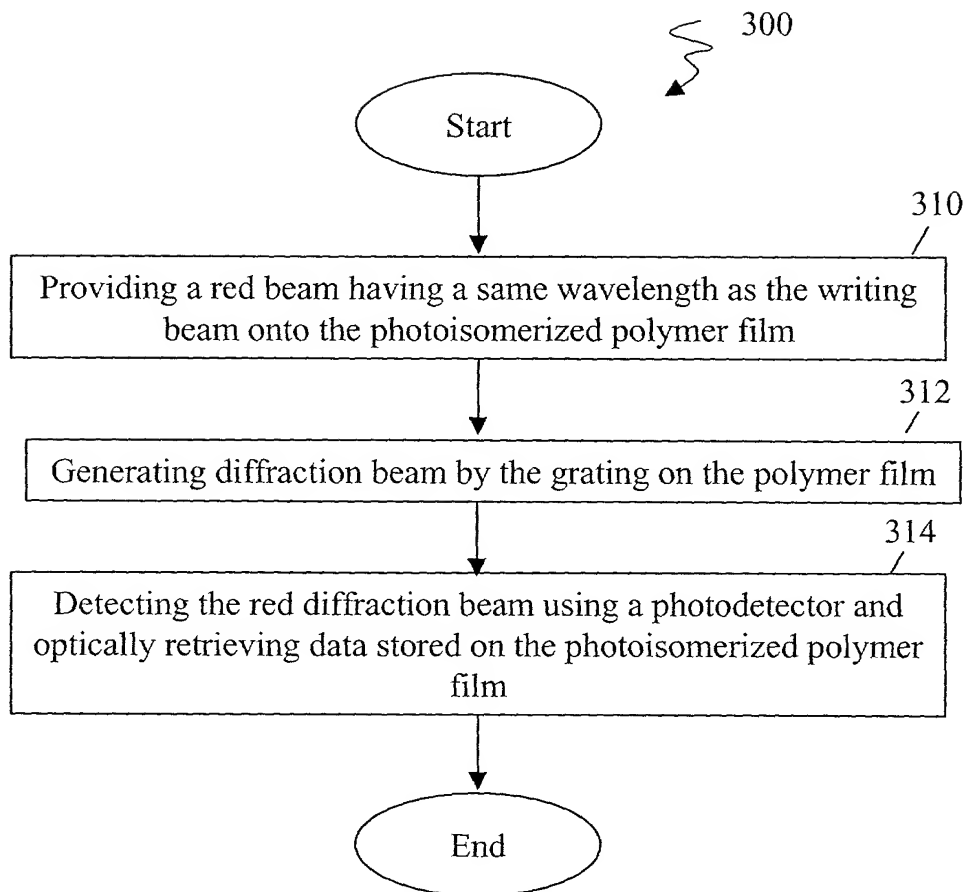 300
Start
310
Providing a red beam having a same wavelength as the writing
beam onto the photoisomerized polymer film
312
Generating diffraction beam by the grating on the polymer film
314
Detecting the red diffraction beam using a photodetector and
optically retrieving data stored on the photoisomerized polymer
film
End